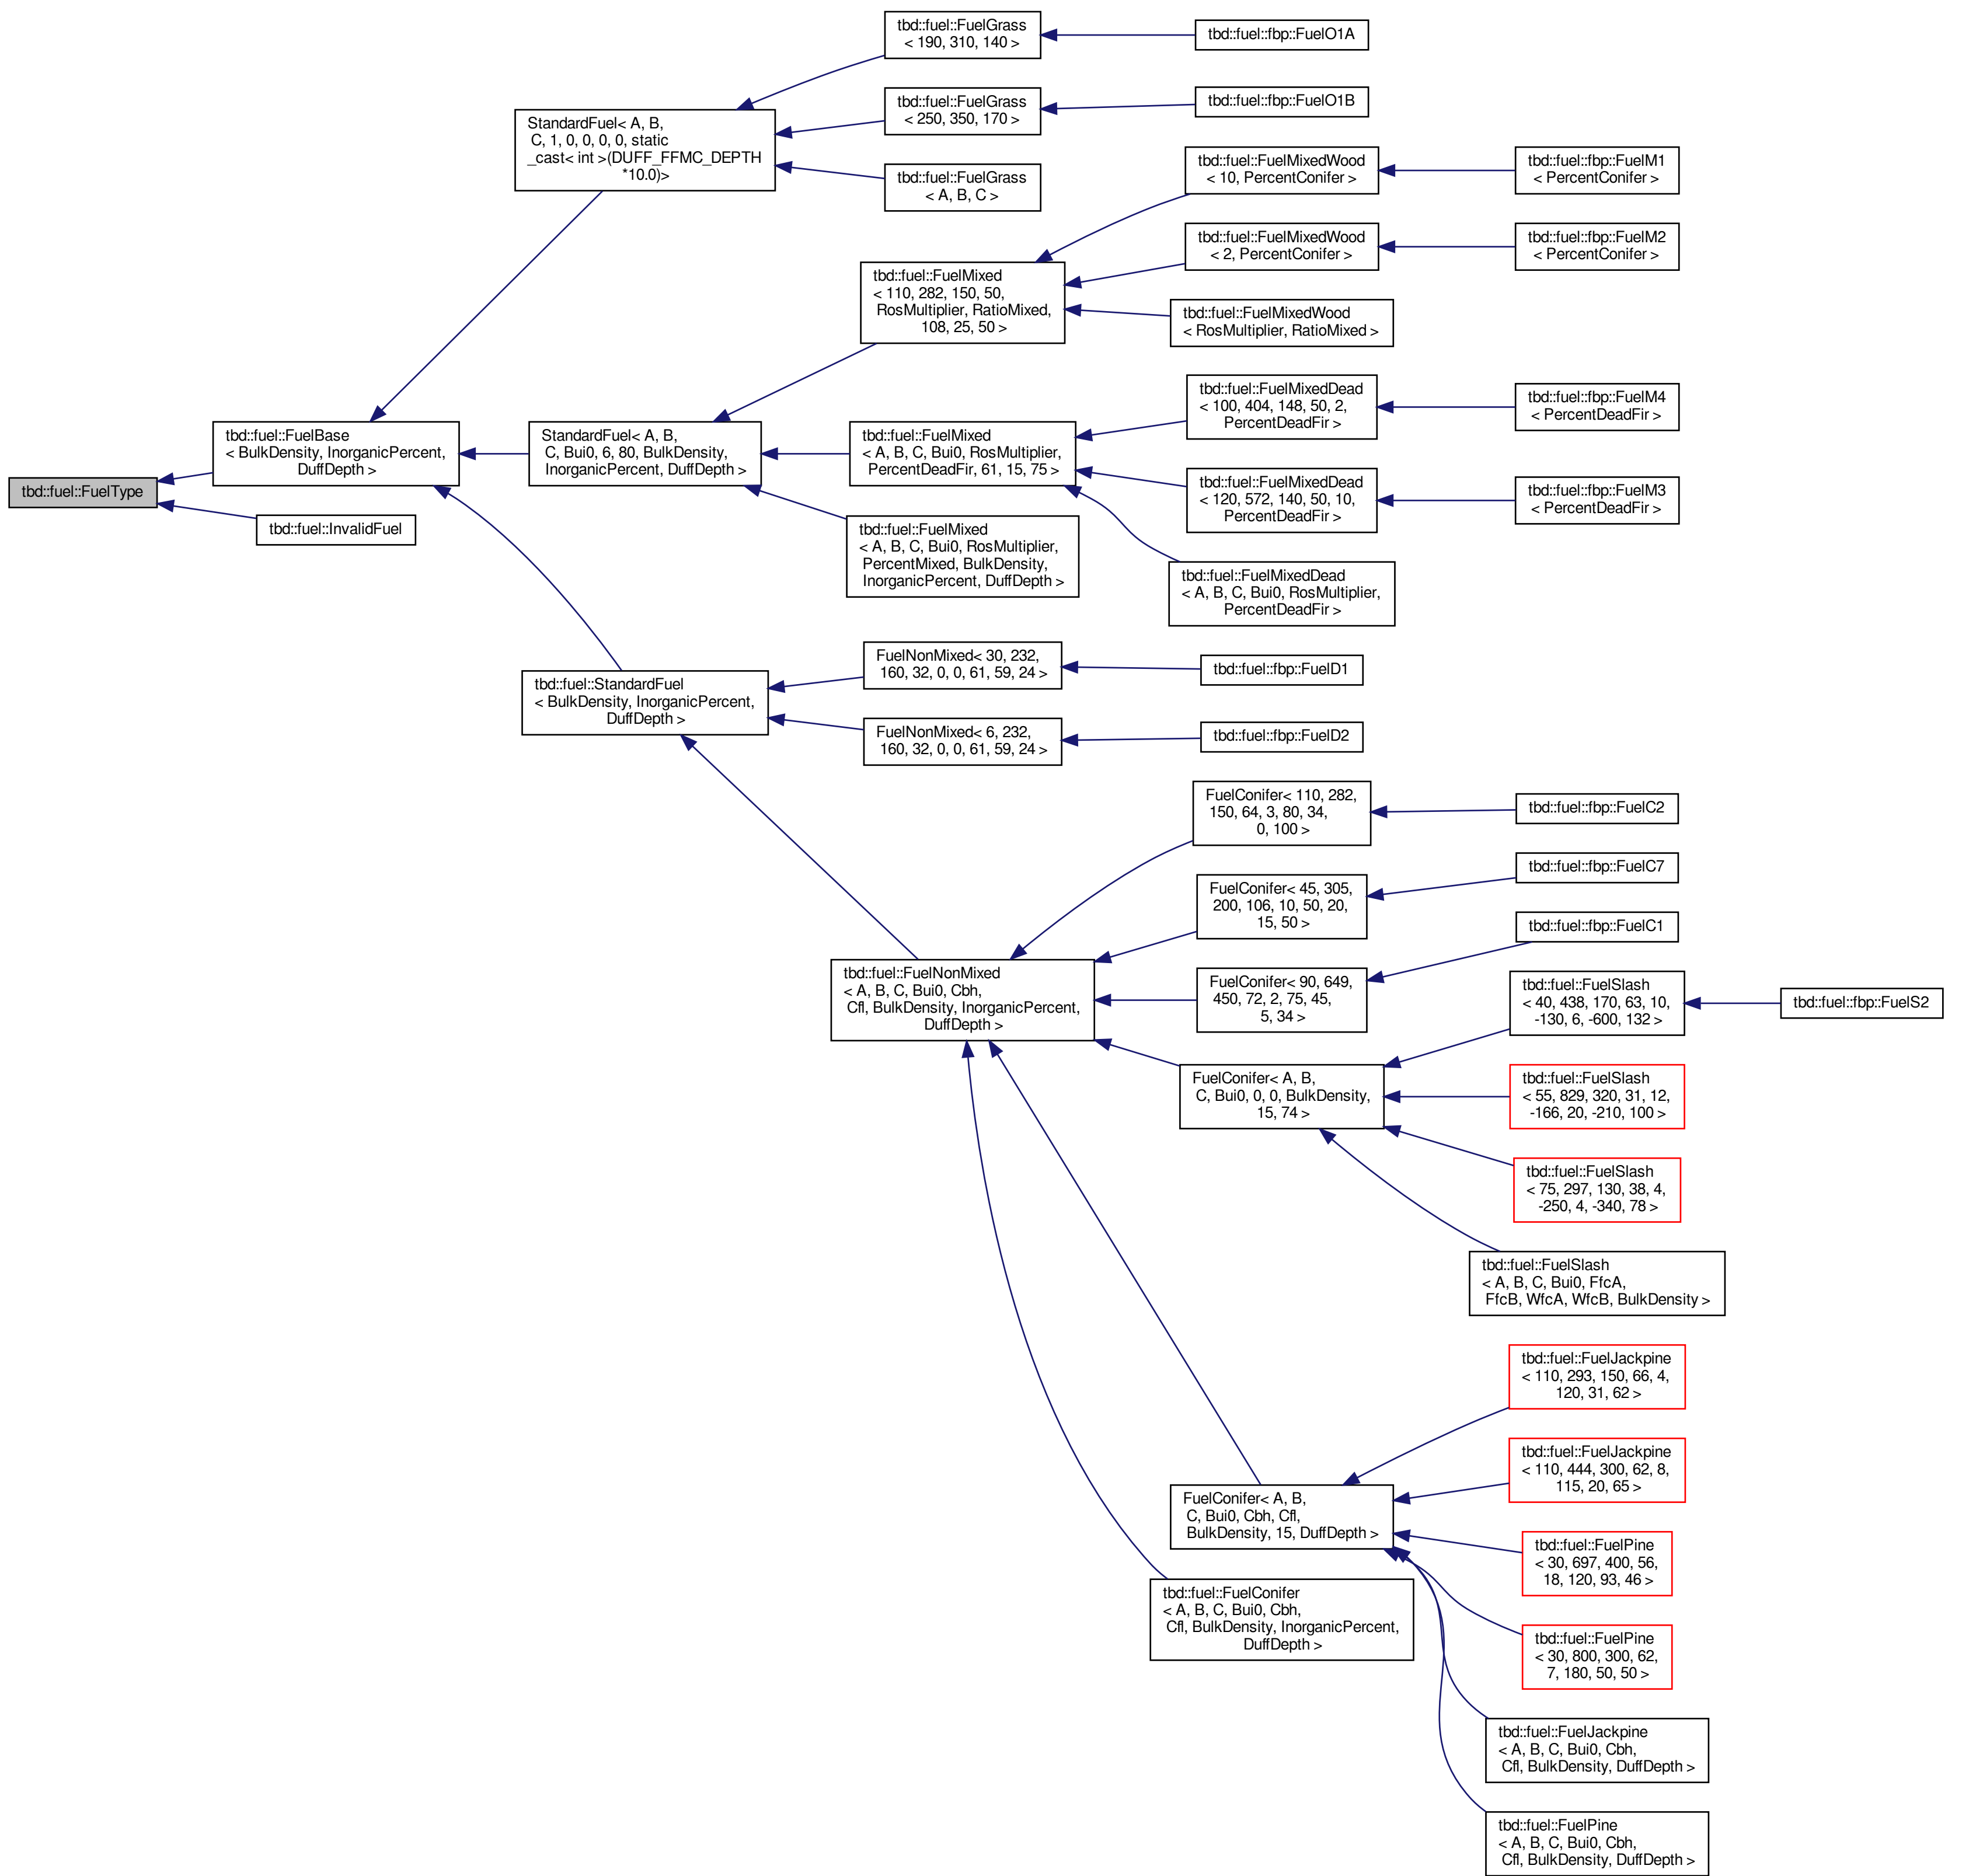 tbd::fuel::FuelType
tbd::fuel::FuelBase
< BulkDensity, InorganicPercent,
DuffDepth >
tbd::fuel::InvalidFuel
StandardFuel< A, B,
C, 1, 0, 0, 0, 0, static
_cast< int >(DUFF_FFMC_DEPTH
*10.0)>
StandardFuel< A, B,
C, Bui0, 6, 80, BulkDensity,
InorganicPercent, DuffDepth >
tbd::fuel::StandardFuel
< BulkDensity, InorganicPercent,
DuffDepth >
tbd::fuel::FuelGrass
< 190, 310, 140 >
tbd::fuel::FuelGrass
< 250, 350, 170 >
tbd::fuel::FuelGrass
< A, B, C >
tbd::fuel::FuelMixed
< 110, 282, 150, 50,
RosMultiplier, RatioMixed,
108, 25, 50 >
tbd::fuel::FuelMixed
< A, B, C, Bui0, RosMultiplier,
PercentDeadFir, 61, 15, 75 >
tbd::fuel::FuelMixed
< A, B, C, Bui0, RosMultiplier,
PercentMixed, BulkDensity,
InorganicPercent, DuffDepth >
FuelNonMixed< 30, 232,
160, 32, 0, 0, 61, 59, 24 >
FuelNonMixed< 6, 232,
160, 32, 0, 0, 61, 59, 24 >
tbd::fuel::FuelNonMixed
< A, B, C, Bui0, Cbh,
Cfl, BulkDensity, InorganicPercent,
DuffDepth >
tbd::fuel::fbp::FuelO1A
tbd::fuel::fbp::FuelO1B
tbd::fuel::FuelMixedWood
< 10, PercentConifer >
tbd::fuel::FuelMixedWood
< 2, PercentConifer >
tbd::fuel::FuelMixedWood
< RosMultiplier, RatioMixed >
tbd::fuel::FuelMixedDead
< 100, 404, 148, 50, 2,
PercentDeadFir >
tbd::fuel::FuelMixedDead
< 120, 572, 140, 50, 10,
PercentDeadFir >
tbd::fuel::FuelMixedDead
< A, B, C, Bui0, RosMultiplier,
PercentDeadFir >
tbd::fuel::fbp::FuelD1
tbd::fuel::fbp::FuelD2
FuelConifer< 110, 282,
150, 64, 3, 80, 34,
0, 100 >
FuelConifer< 45, 305,
200, 106, 10, 50, 20,
15, 50 >
FuelConifer< 90, 649,
450, 72, 2, 75, 45,
5, 34 >
FuelConifer< A, B,
C, Bui0, 0, 0, BulkDensity,
15, 74 >
FuelConifer< A, B,
C, Bui0, Cbh, Cfl,
BulkDensity, 15, DuffDepth >
tbd::fuel::FuelConifer
< A, B, C, Bui0, Cbh,
Cfl, BulkDensity, InorganicPercent,
DuffDepth >
tbd::fuel::fbp::FuelM1
< PercentConifer >
tbd::fuel::fbp::FuelM2
< PercentConifer >
tbd::fuel::fbp::FuelM4
< PercentDeadFir >
tbd::fuel::fbp::FuelM3
< PercentDeadFir >
tbd::fuel::fbp::FuelC2
tbd::fuel::fbp::FuelC7
tbd::fuel::fbp::FuelC1
tbd::fuel::FuelSlash
< 40, 438, 170, 63, 10,
-130, 6, -600, 132 >
tbd::fuel::FuelSlash
< 55, 829, 320, 31, 12,
-166, 20, -210, 100 >
tbd::fuel::FuelSlash
< 75, 297, 130, 38, 4,
-250, 4, -340, 78 >
tbd::fuel::FuelSlash
< A, B, C, Bui0, FfcA,
FfcB, WfcA, WfcB, BulkDensity >
tbd::fuel::FuelJackpine
< 110, 293, 150, 66, 4,
120, 31, 62 >
tbd::fuel::FuelJackpine
< 110, 444, 300, 62, 8,
115, 20, 65 >
tbd::fuel::FuelPine
< 30, 697, 400, 56,
18, 120, 93, 46 >
tbd::fuel::FuelPine
< 30, 800, 300, 62,
7, 180, 50, 50 >
tbd::fuel::FuelJackpine
< A, B, C, Bui0, Cbh,
Cfl, BulkDensity, DuffDepth >
tbd::fuel::FuelPine
< A, B, C, Bui0, Cbh,
Cfl, BulkDensity, DuffDepth >
tbd::fuel::fbp::FuelS2